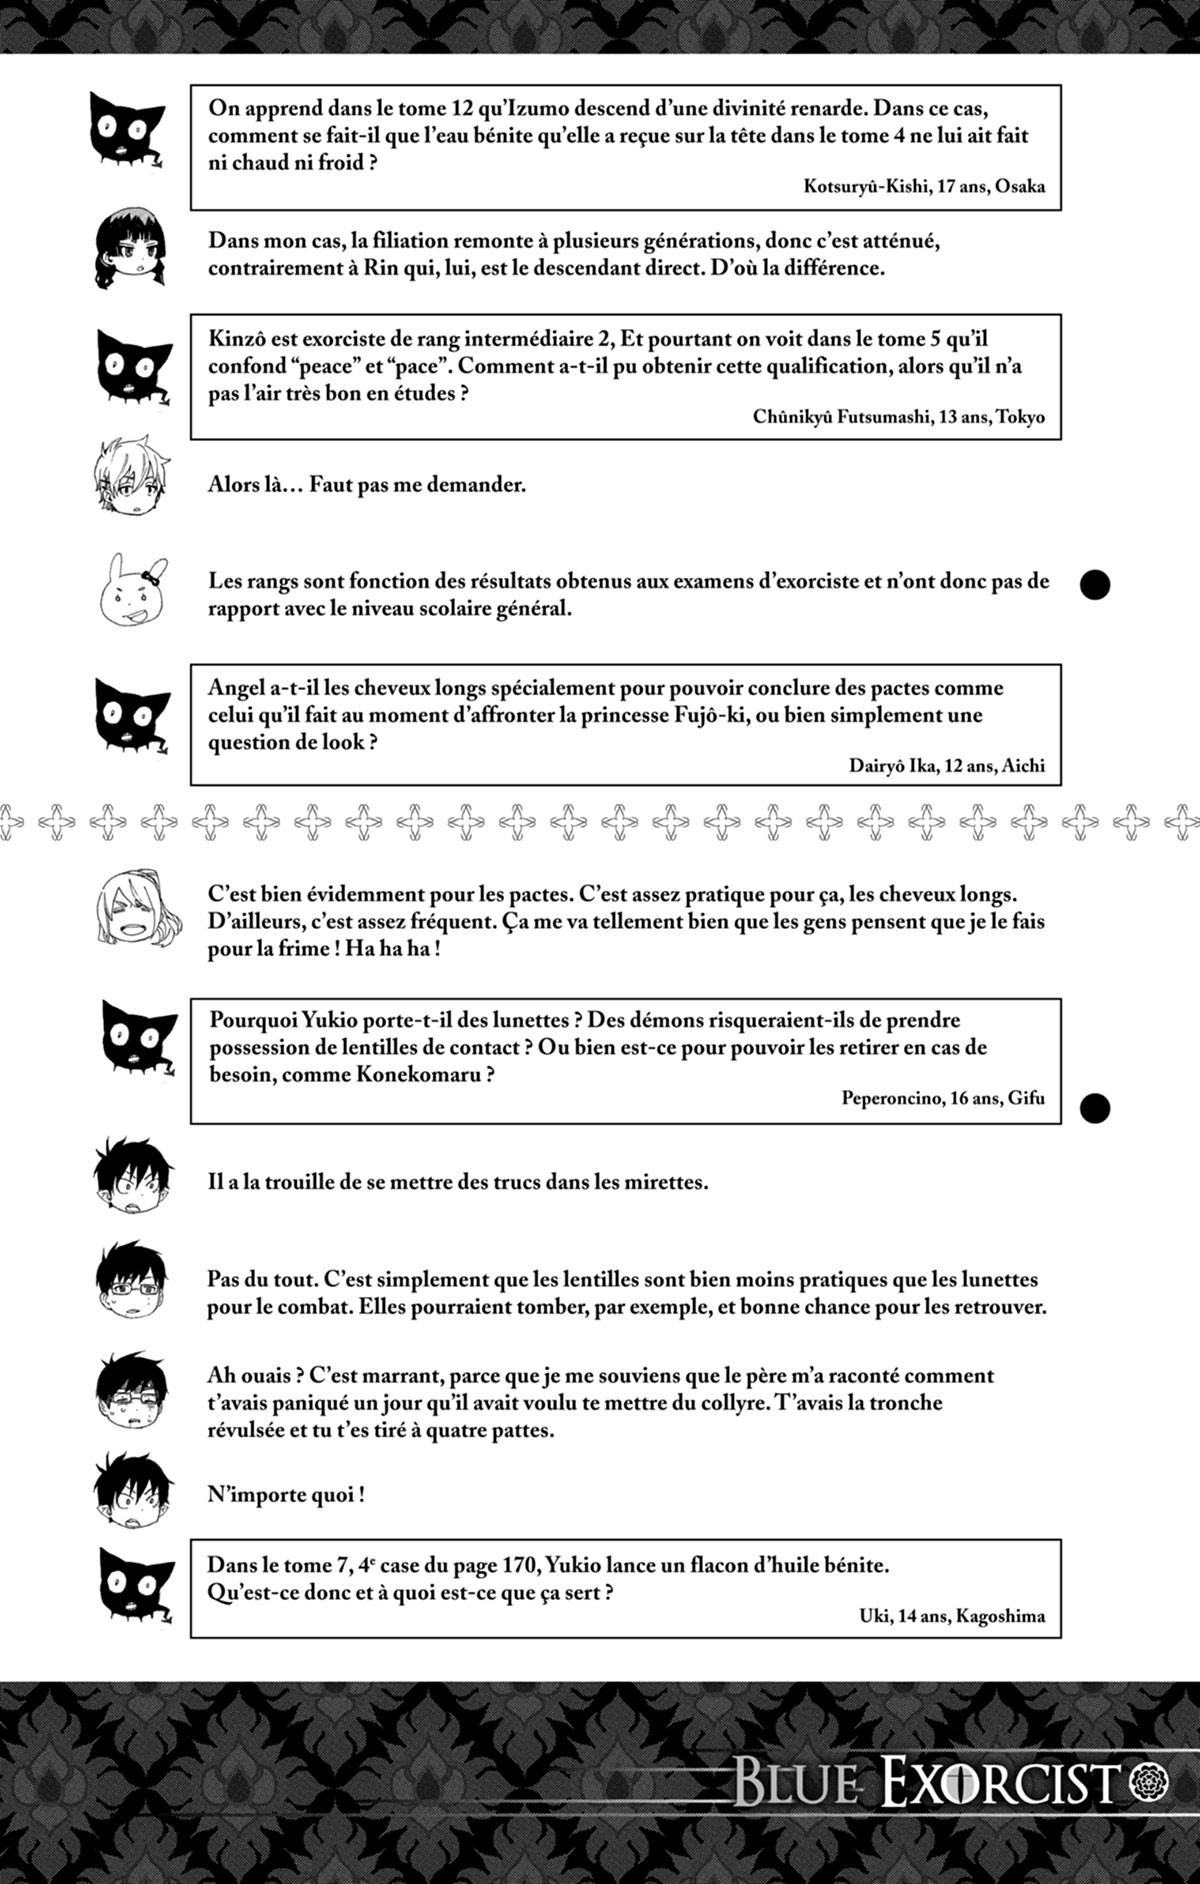 On apprend dans le tome 12 qu’Izumo descend d’une divinité renarde. Dans ce cas,
comment se fait-il que l’eau bénite qu’elle a reçue sur la tête dans le tome 4 ne lui ait fait
ni chaud ni froid ?
Kotsuryû-Kishi, 17 ans, Osaka
Dans mon cas, la filiation remonte à plusieurs générations, donc c’est atténué,
contrairement à Rin qui, lui, est le descendant direct. D’où la différence.
Kinzô est exorciste de rang intermédiaire 2, Et pourtant on voit dans le tome 5 qu’il
confond “peace” et “pace”. Comment a-t-il pu obtenir cette qualification, alors qu’il n’a
pas l’air très bon en études ?
Chûnikyû Futsumashi, 13 ans, Tokyo
Alors là… Faut pas me demander.
Les rangs sont fonction des résultats obtenus aux examens d’exorciste et n’ont donc pas de
rapport avec le niveau scolaire général.
Angel a-t-il les cheveux longs spécialement pour pouvoir conclure des pactes comme
celui qu’il fait au moment d’affronter la princesse Fujô-ki, ou bien simplement une
question de look ?
Dairyô Ika, 12 ans, Aichi
C’est bien évidemment pour les pactes. C’est assez pratique pour ça, les cheveux longs.
D’ailleurs, c’est assez fréquent. Ça me va tellement bien que les gens pensent que je le fais
pour la frime ! Ha ha ha !
Pourquoi Yukio porte-t-il des lunettes ? Des démons risqueraient-ils de prendre
possession de lentilles de contact ? Ou bien est-ce pour pouvoir les retirer en cas de
besoin, comme Konekomaru ?
Peperoncino, 16 ans, Gifu
Il a la trouille de se mettre des trucs dans les mirettes.
Pas du tout. C’est simplement que les lentilles sont bien moins pratiques que les lunettes
pour le combat. Elles pourraient tomber, par exemple, et bonne chance pour les retrouver.
Ah ouais ? C’est marrant, parce que je me souviens que le père m’a raconté comment
t’avais paniqué un jour qu’il avait voulu te mettre du collyre. T’avais la tronche
révulsée et tu t’es tiré à quatre pattes.
N’importe quoi !
Dans le tome 7, 4e case du page 170, Yukio lance un flacon d’huile bénite.
Qu’est-ce donc et à quoi est-ce que ça sert ?
Uki, 14 ans, Kagoshima
BLUE EXORCIST